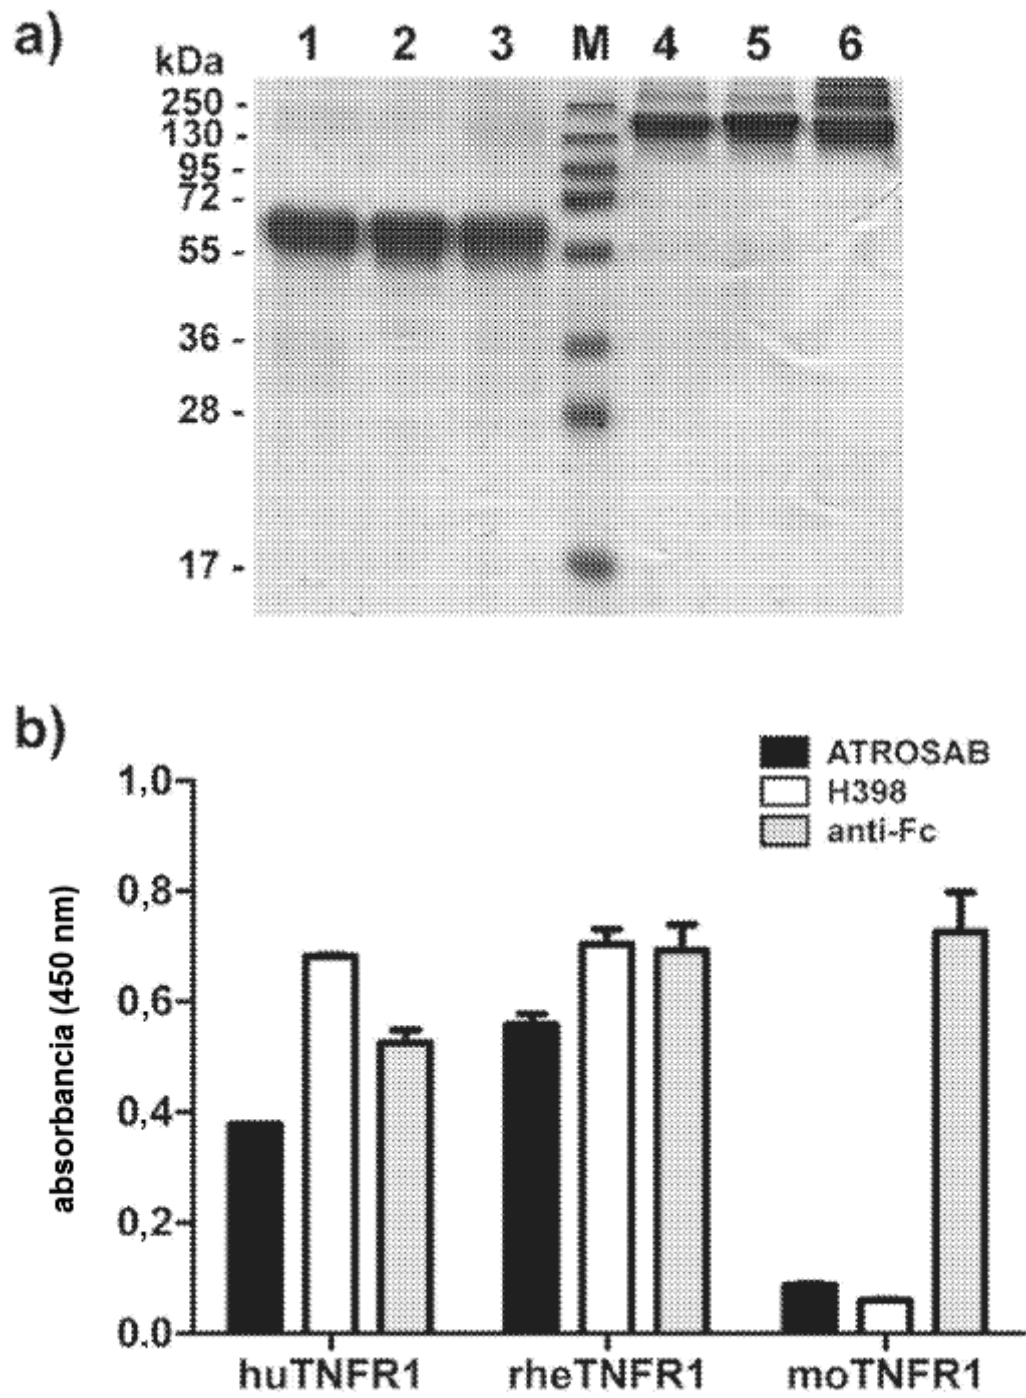 a)
kDa 1 2 3 M 4 5 6
250 -
130 -
95 -
72 -
55 -
36 -
28 -
17 -
b)
ATROSAB
H398
anti-Fc
absorbancia (450 nm)
1,0
0,8
0,6
0,4
0,2
0.0
huTNFR1 rheTNFR1 moTNFR1